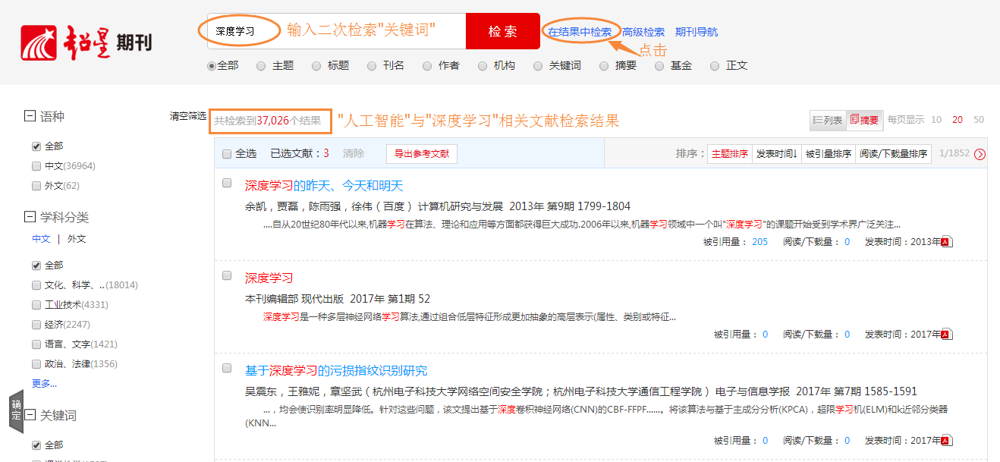 超星 期刊
深度学习 输入二次检索"关键词" 检 索 在结果中检索 高级检索 期刊导航
点击
全部 主题 标题 刊名 作者 机构 关键词 摘要 基金 正文
语种
清空筛选
全部
中文(36964)
外文(62)
学科分类
中文 | 外文
全部
文化、科学、..(18014)
工业技术(4331)
经济(2247)
语言、文字(1421)
政治、法律(1356)
更多...
确定
关键词
全部
共检索到37,026个结果 "人工智能"与"深度学习"相关文献检索结果
列表 摘要 每页显示 10 20 50
全选 已选文献：3 清除 导出参考文献 排序： 主题排序 发表时间↓ 被引量排序 阅读/下载量排序 1/1852
深度学习的昨天、今天和明天
余凯，贾磊，陈雨强，徐伟（百度 ） 计算机研究与发展 2013年 第9期 1799-1804
....自从20世纪80年代以来,机器学习在算法、理论和应用等方面都获得巨大成功.2006年以来,机器学习领域中一个叫"深度学习"的课题开始受到学术界广泛关注...
被引用量： 205 阅读/下载量： 0 发表时间：2013年
深度学习
本刊编辑部 现代出版 2017年 第1期 52
深度学习是一种多层神经网络学习算法,通过组合低层特征形成更加抽象的高层表示(属性、类别或特征...
被引用量： 0 阅读/下载量： 0 发表时间：2017年
基于深度学习的污损指纹识别研究
吴震东，王雅妮，章坚武（杭州电子科技大学网络空间安全学院；杭州电子科技大学通信工程学院 ） 电子与信息学报 2017年 第7期 1585-1591
...，均会使识别率明显降低。针对这些问题，该文提出基于深度卷积神经网络(CNN)的CBF-FFPF......。将该算法与基于主成分分析(KPCA)，超限学习机(ELM)和k近邻分类器
(KNN...
被引用量： 0 阅读/下载量： 0 发表时间：2017年